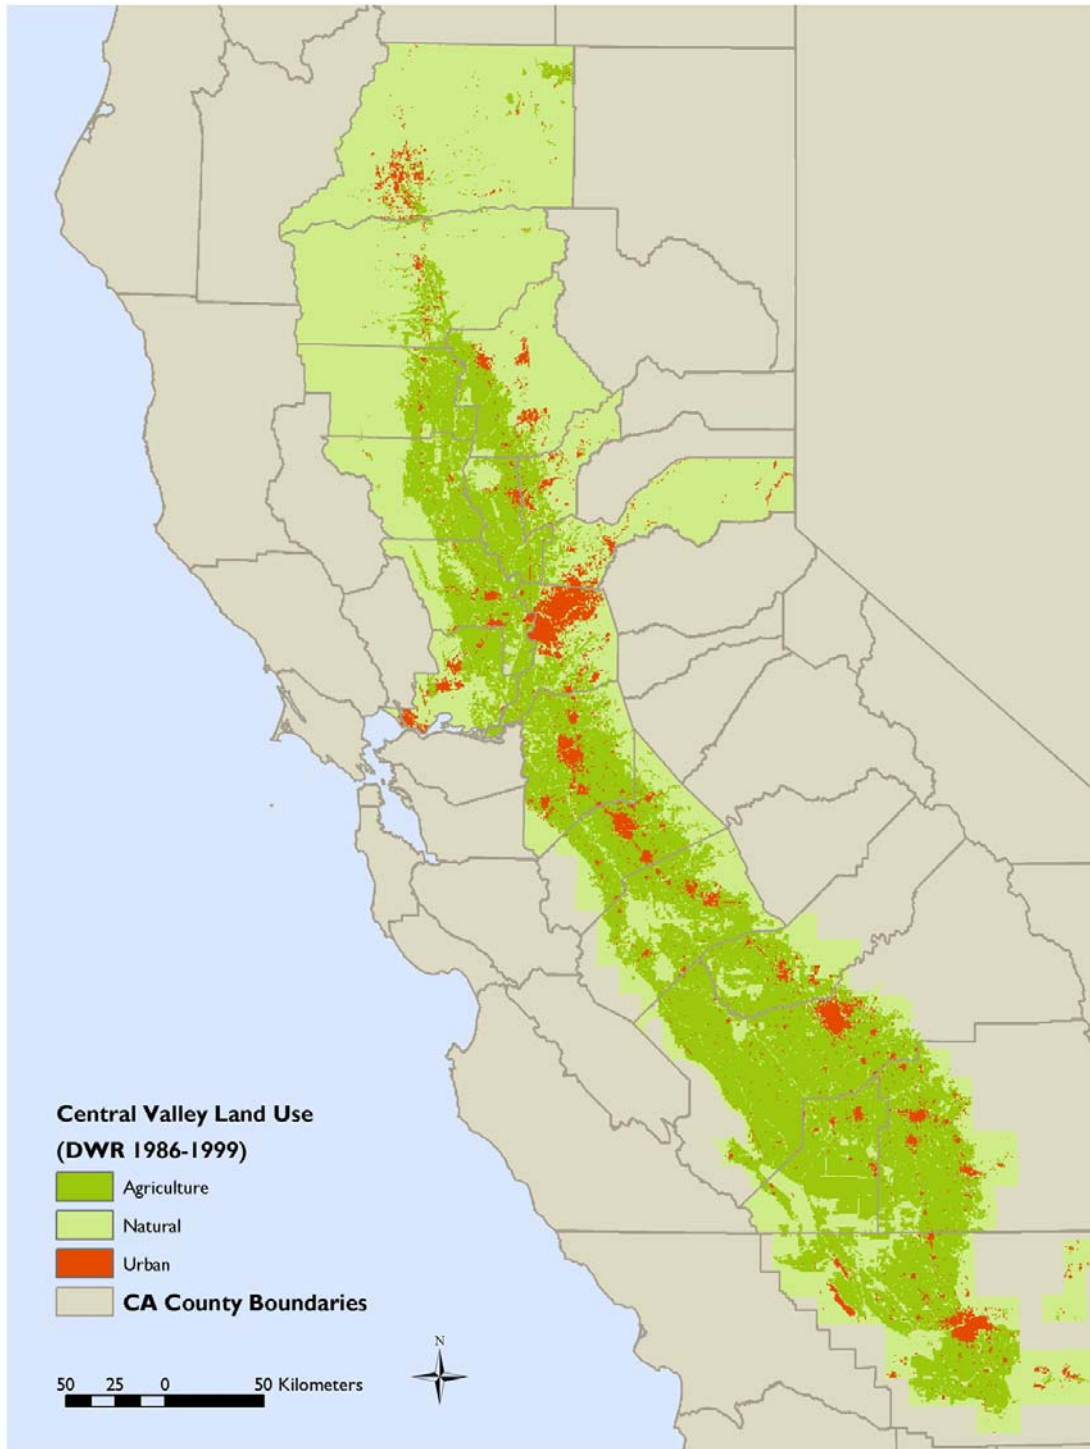 Central Valley Land Use
(DWR 1986-1999)
Agriculture
Natural
Urban
CA County Boundaries
50 25 0 50 Kilometers
N